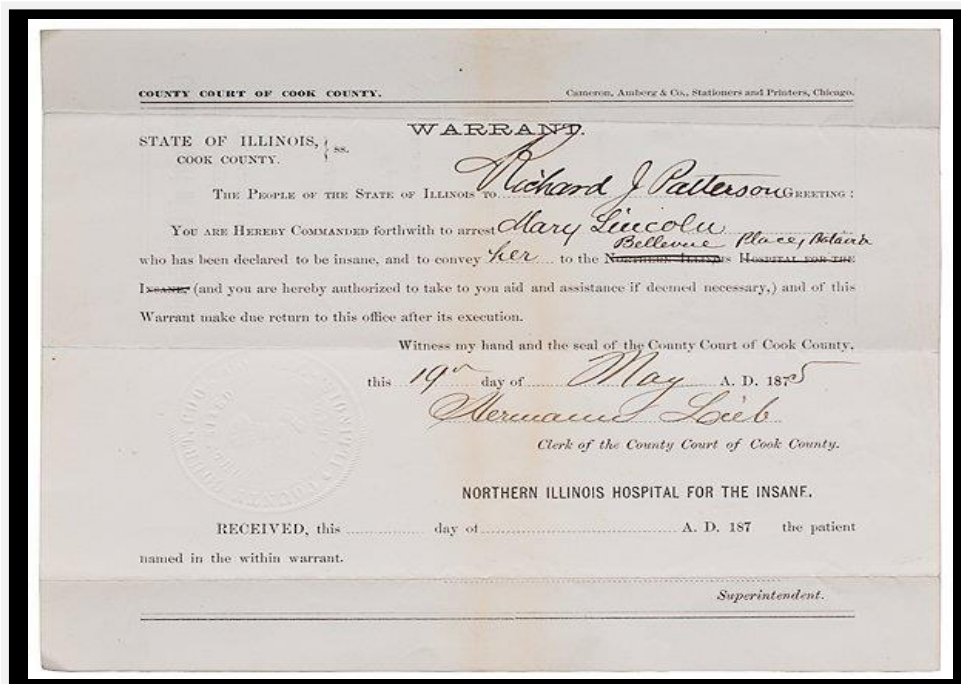 COUNTY COURT OF COOK COUNTY. Cameron, Amberg & Co., Stationers and Printers, Chicago.
WARRANT.
STATE OF ILLINOIS, } ss.
COOK COUNTY.
THE PEOPLE OF THE STATE OF ILLINOIS TO Richard J Patterson GREETING:
YOU ARE HEREBY COMMANDED forthwith to arrest Mary Lincoln
Bellevue Place, Batavia
who has been declared to be insane, and to convey her to the NORTHERN ILLINOIS HOSPITAL FOR THE
INSANE, (and you are hereby authorized to take to you aid and assistance if deemed necessary,) and of this
Warrant make due return to this office after its execution.
Witness my hand and the seal of the County Court of Cook County,
this 19th day of May A. D. 1875
Hermann Lieb
Clerk of the County Court of Cook County.
NORTHERN ILLINOIS HOSPITAL FOR THE INSANE.
RECEIVED, this day of A. D. 187 the patient
named in the within warrant.
Superintendent.